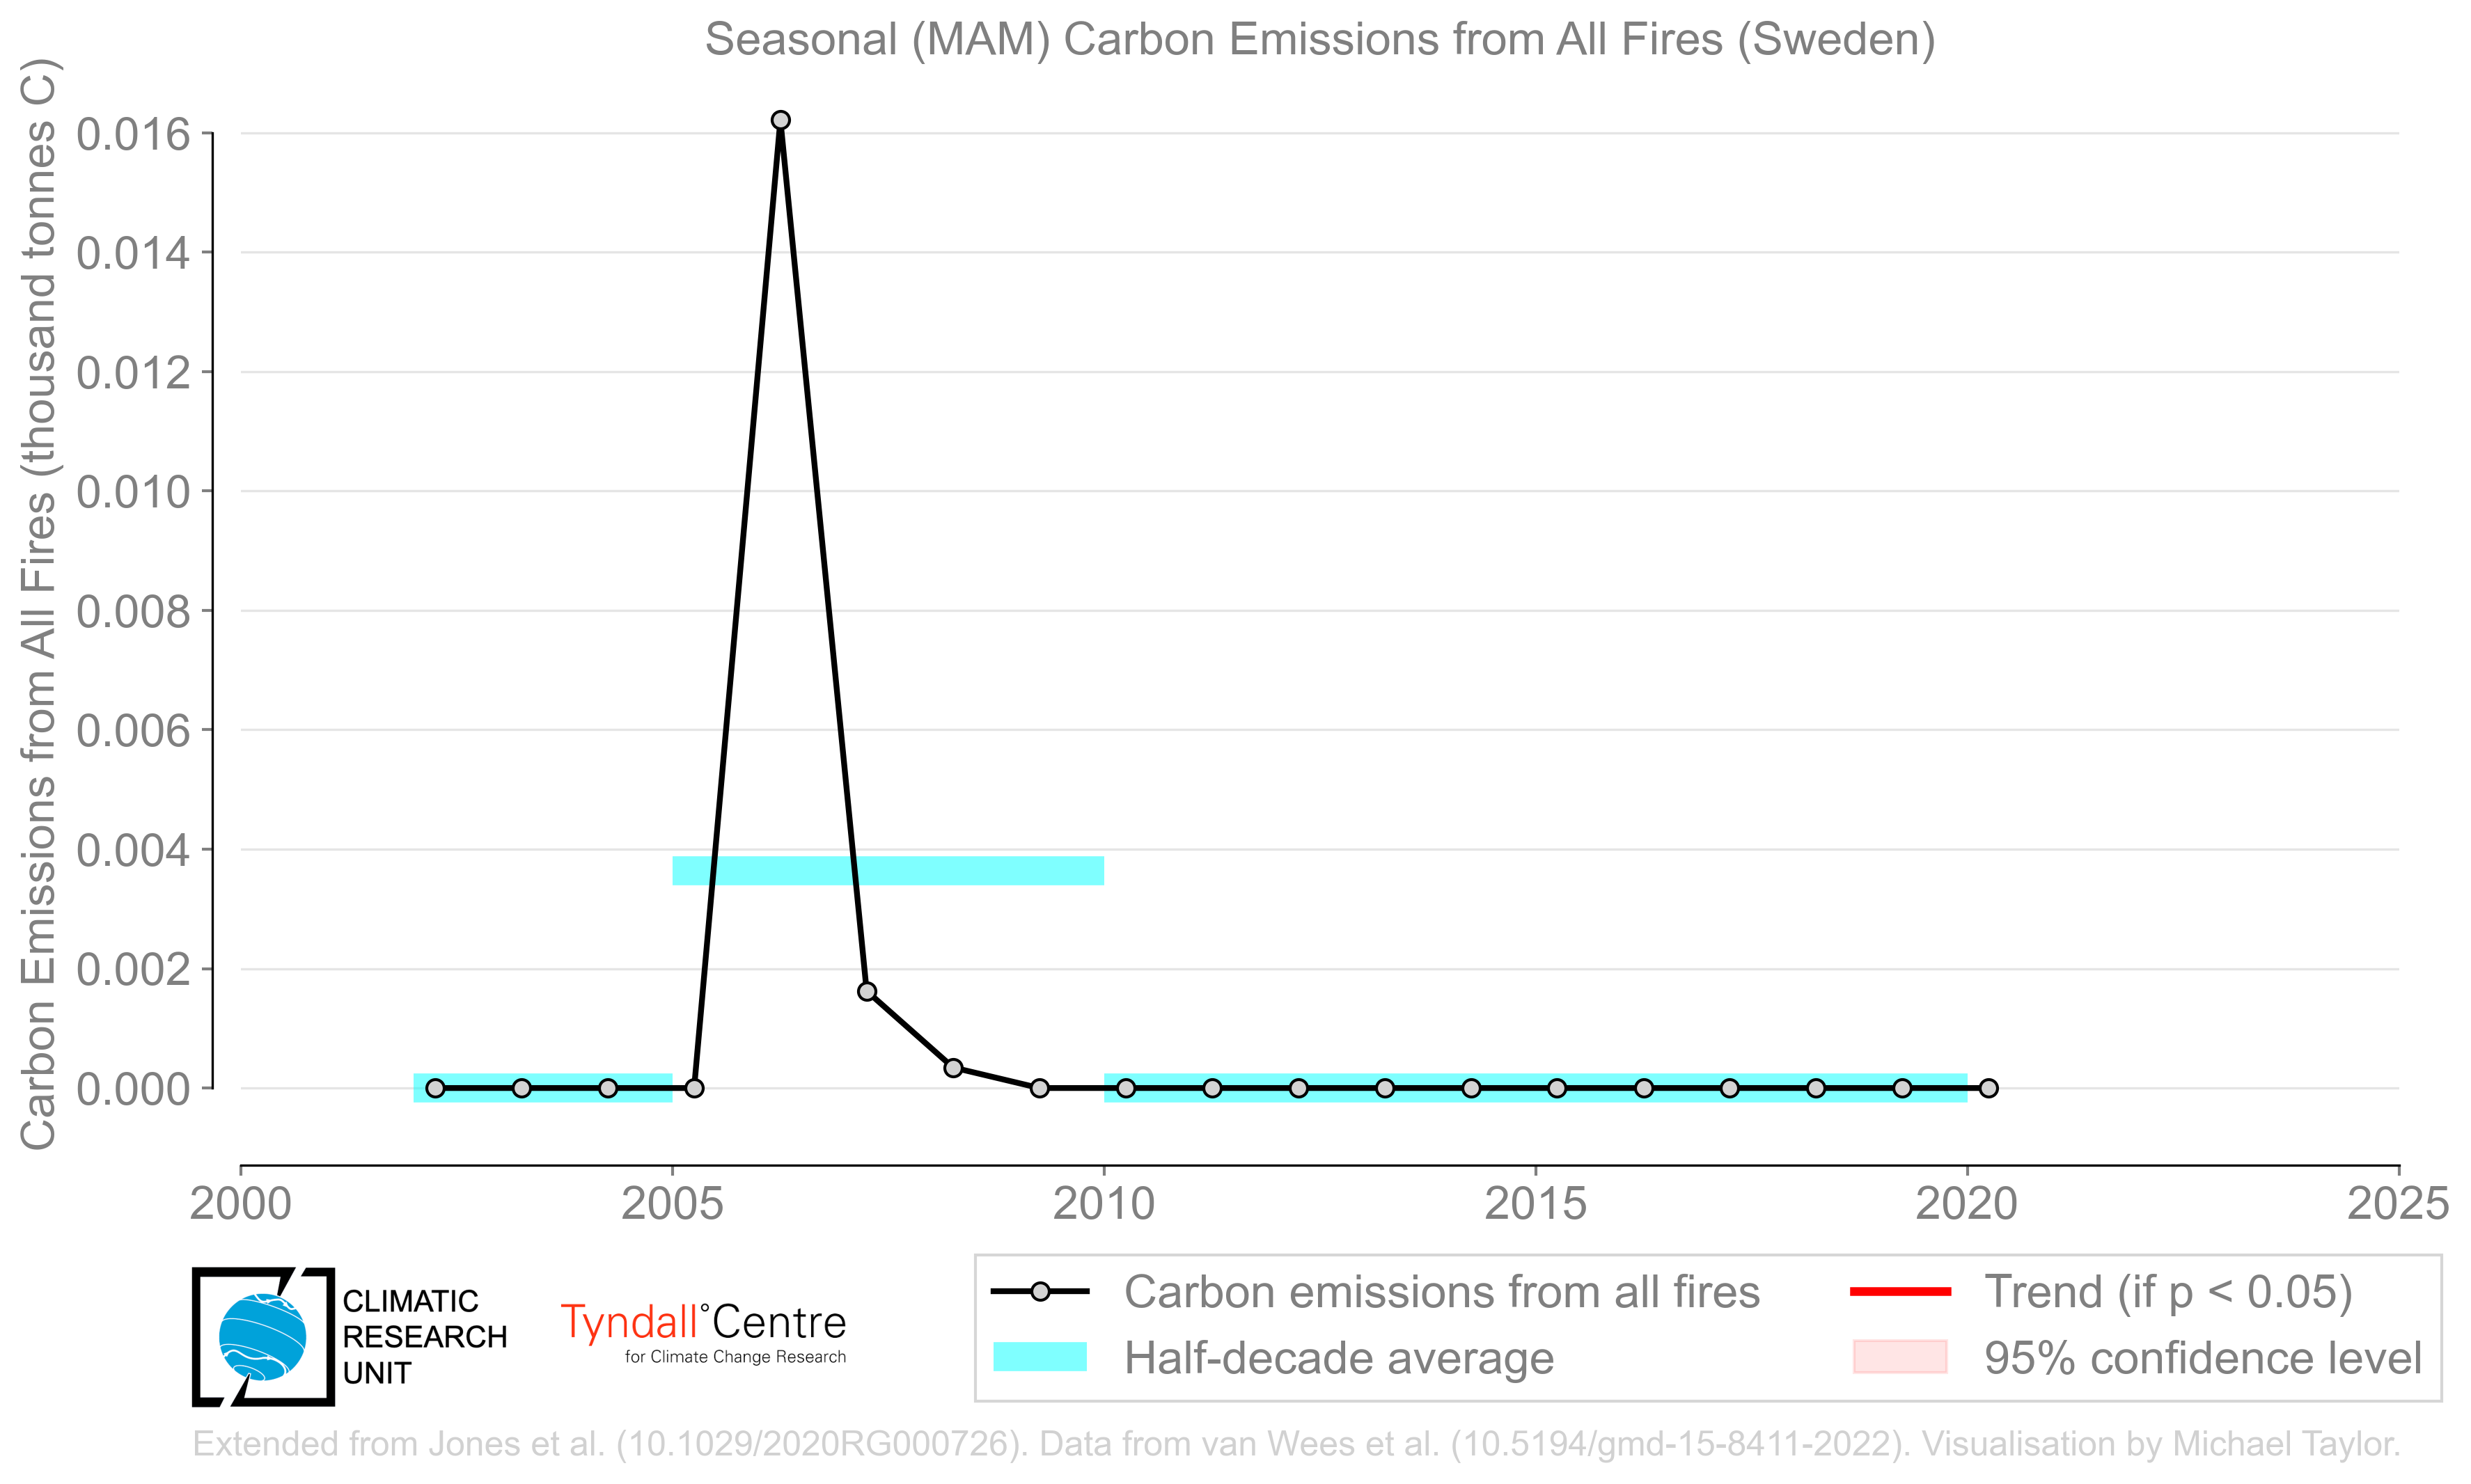 Seasonal (MAM) Carbon Emissions from All Fires (Sweden)
Carbon Emissions from All Fires (thousand tonnes C)
0.016
0.014
0.012
0.010
0.008
0.006
0.004
0.002
0.000
2000 2005 2010 2015 2020 2025
CLIMATIC
RESEARCH
UNIT
Tyndall°Centre
for Climate Change Research
Carbon emissions from all fires
Half-decade average
Trend (if p < 0.05)
95% confidence level
Extended from Jones et al. (10.1029/2020RG000726). Data from van Wees et al. (10.5194/gmd-15-8411-2022). Visualisation by Michael Taylor.